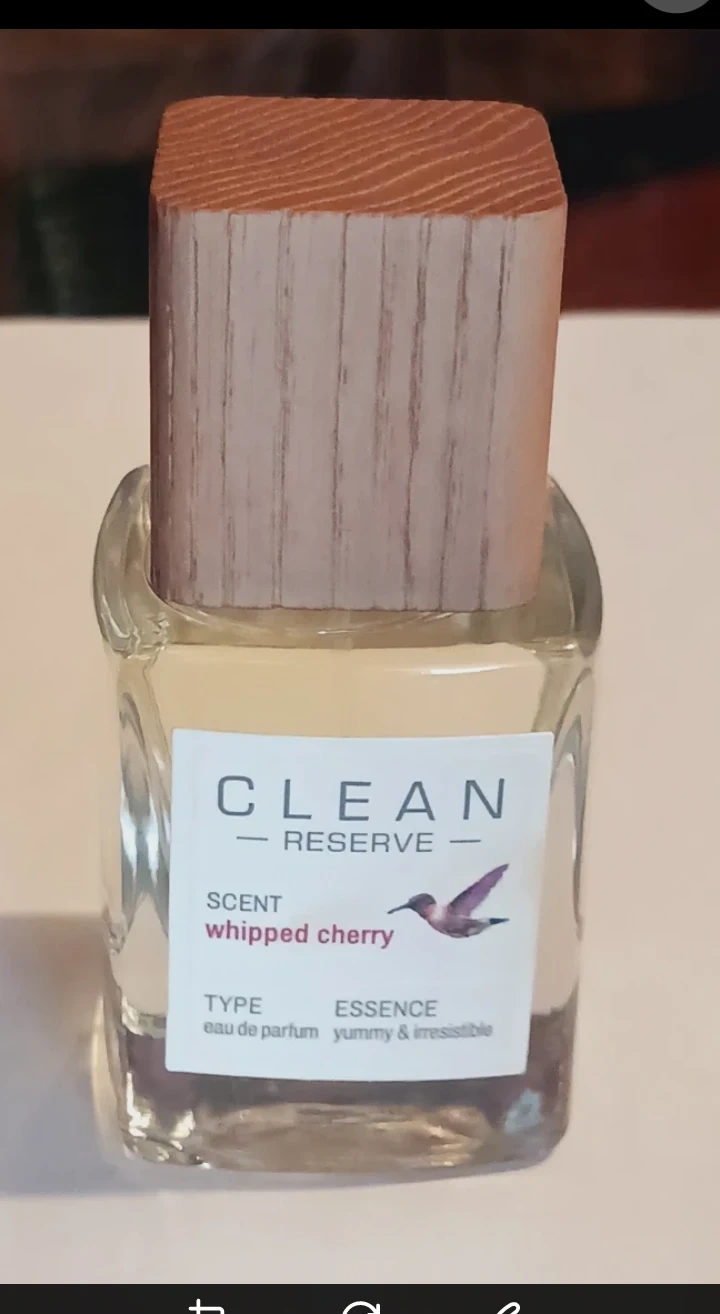 CLEAN
— RESERVE —
SCENT
whipped cherry
TYPE ESSENCE
eau de parfum yummy & irresistible